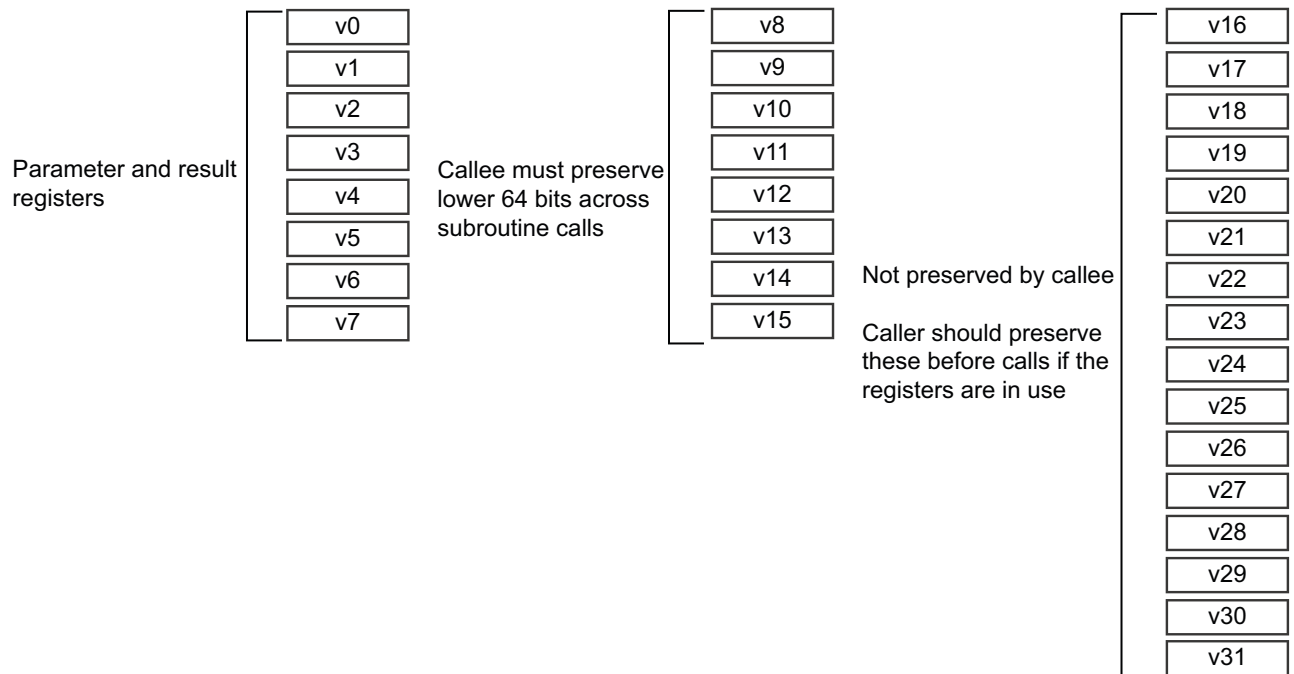 Parameter and result
registers
v0
v1
v2
v3
v4
v5
v6
v7
Callee must preserve
lower 64 bits across
subroutine calls
v8
v9
v10
v11
v12
v13
v14
v15
Not preserved by callee
Caller should preserve
these before calls if the
registers are in use
v16
v17
v18
v19
v20
v21
v22
v23
v24
v25
v26
v27
v28
v29
v30
v31